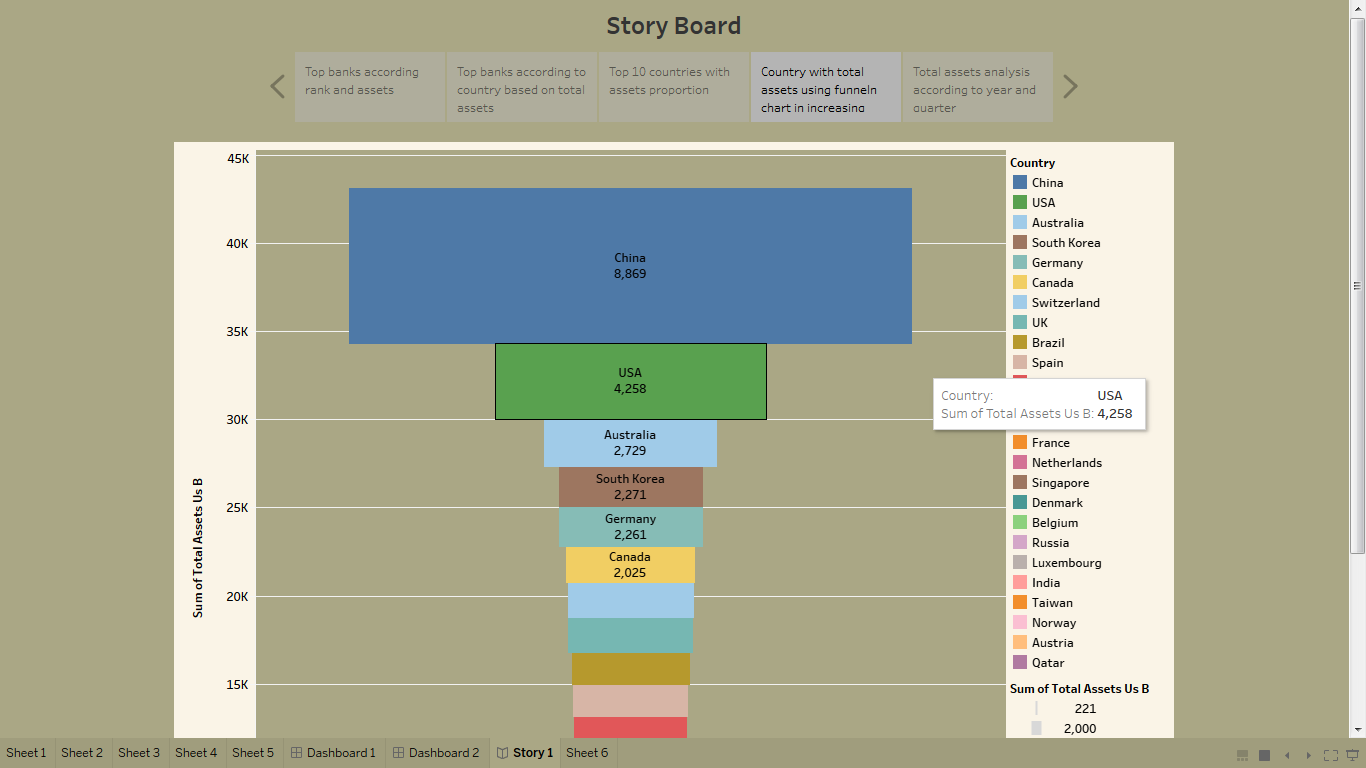 Story Board
Top banks according
rank and assets
Top banks according to
country based on total
assets
Top 10 countries with
assets proportion
Country with total
assets using funneln
chart in increasing
Total assets analysis
according to year and
quarter
45K
40K
35K
30K
25K
20K
15K
Sum of Total Assets Us B
China
8,869
USA
4,258
Australia
2,729
South Korea
2,271
Germany
2,261
Canada
2,025
Country
China
USA
Australia
South Korea
Germany
Canada
Switzerland
UK
Brazil
Spain
Country: USA
Sum of Total Assets Us B: 4,258
France
Netherlands
Singapore
Denmark
Belgium
Russia
Luxembourg
India
Taiwan
Norway
Austria
Qatar
Sum of Total Assets Us B
221
2,000
Sheet 1 Sheet 2 Sheet 3 Sheet 4 Sheet 5 Dashboard 1 Dashboard 2 Story 1 Sheet 6